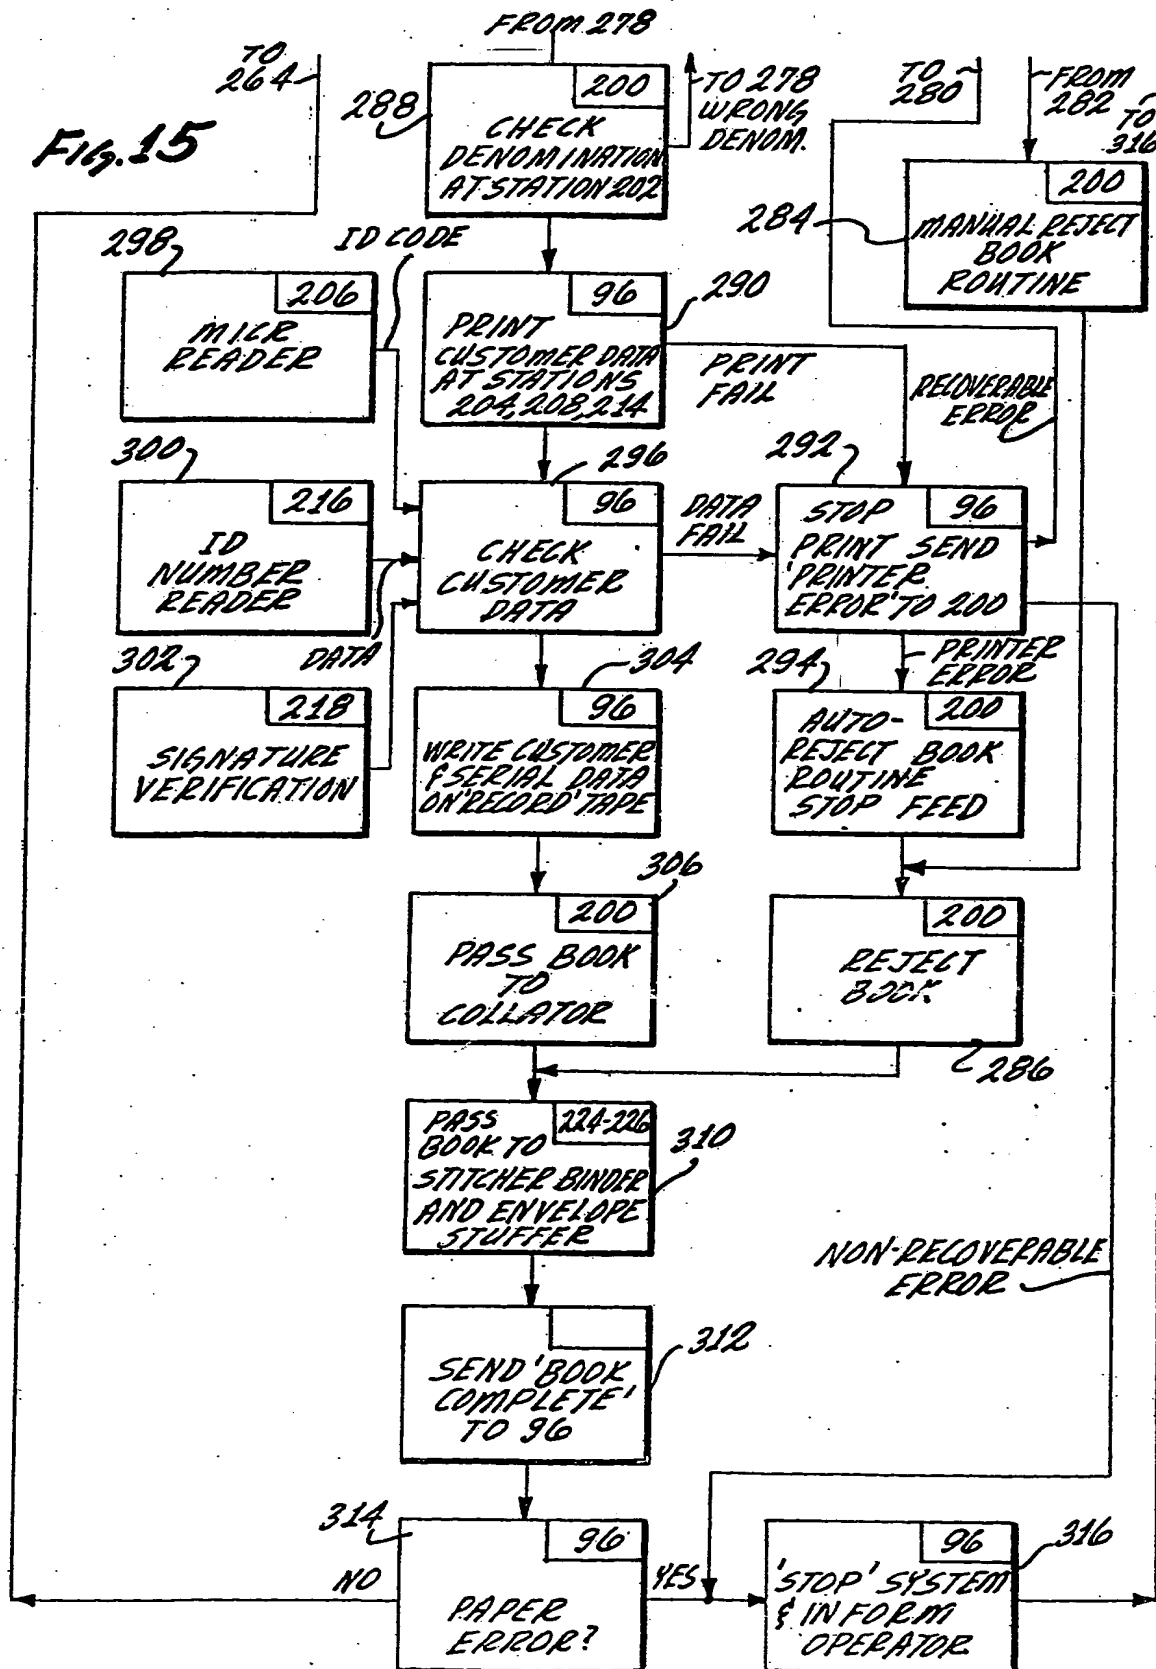 FROM 278
TO
264
Fig. 15
288
200
CHECK
DENOMINATION
AT STATION 202
TO 278
WRONG
DENOM.
TO
280
FROM
282
TO
316
284
200
MANUAL REJECT
BOOK
ROUTINE
298
206
MICR
READER
ID CODE
290
96
PRINT
CUSTOMER DATA
AT STATIONS
204, 208, 214
PRINT
FAIL
RECOVERABLE
ERROR
300
216
ID
NUMBER
READER
296
96
CHECK
CUSTOMER
DATA
DATA
FAIL
292
96
STOP
PRINT SEND
'PRINTER
ERROR' TO 200
DATA
302
218
SIGNATURE
VERIFICATION
304
96
WRITE CUSTOMER
& SERIAL DATA
ON 'RECORD' TAPE
PRINTER
ERROR
294
200
AUTO-
REJECT BOOK
ROUTINE
STOP FEED
306
200
PASS BOOK
TO
COLLATOR
200
REJECT
BOOK
286
PASS
224-226
BOOK TO
STITCHER BINDER
AND ENVELOPE
STUFFER
310
NON-RECOVERABLE
ERROR
312
SEND 'BOOK
COMPLETE'
TO 96
314
96
PAPER
ERROR?
NO
YES
316
96
'STOP' SYSTEM
& INFORM
OPERATOR